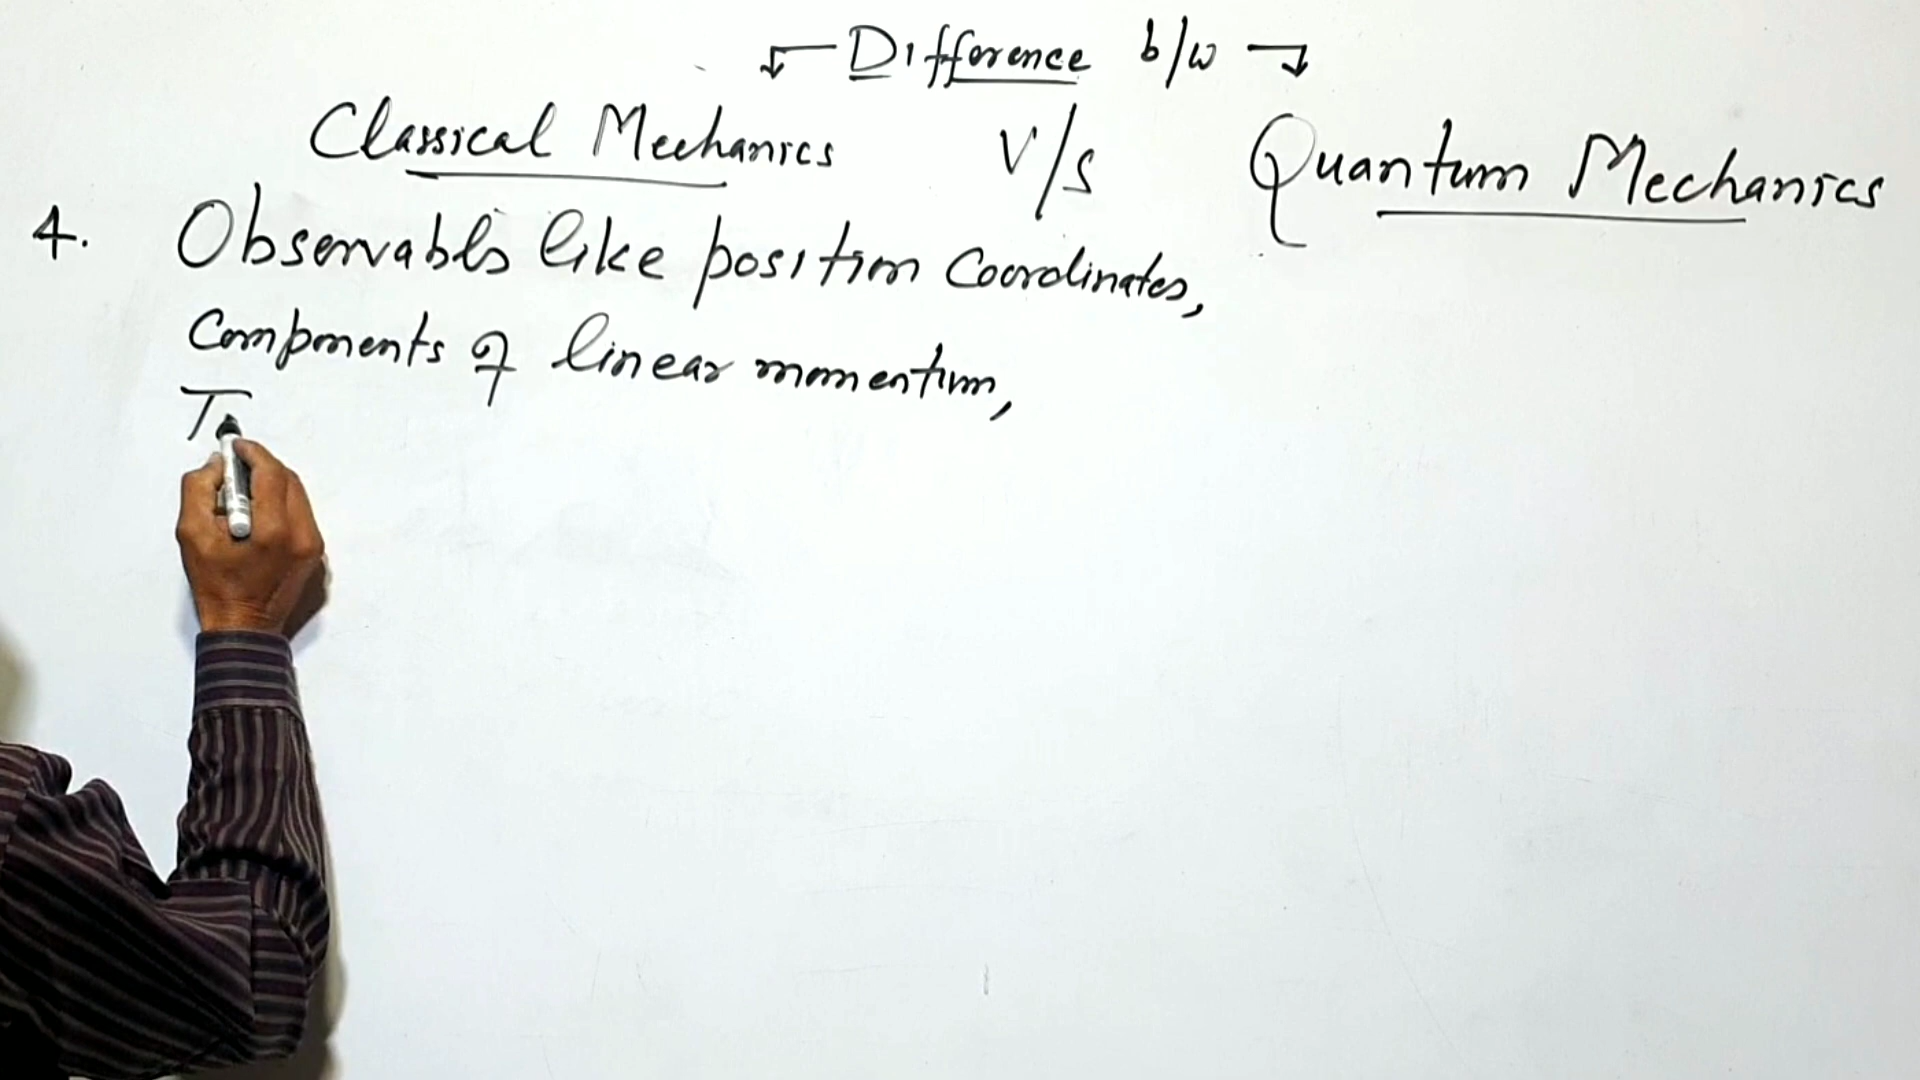 Difference b/w
Classical Mechanics V/s Quantum Mechanics
4. Observables like position Coordinates,
Components of linear momentum,
T